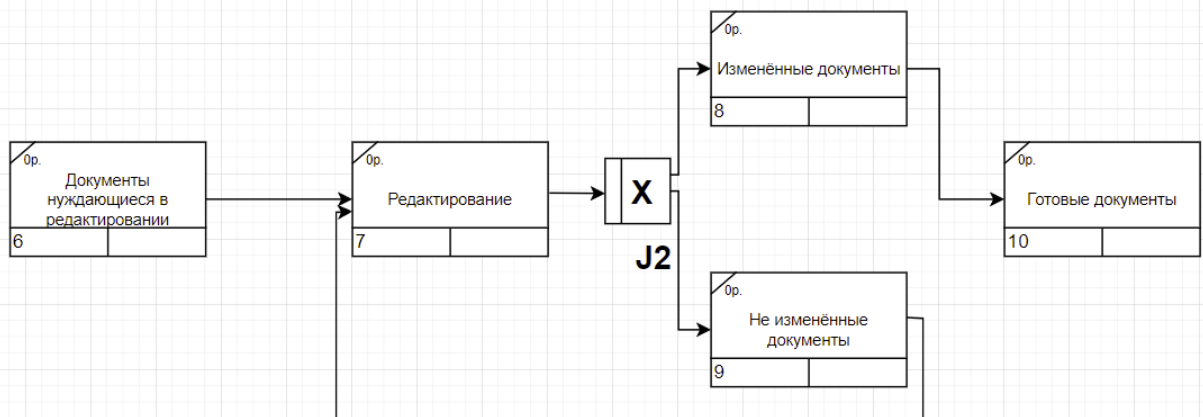 0р.
Изменённые документы
8
0р.
Документы
нуждающиеся в
редактировании
6
0р.
Редактирование
7
X
J2
0р.
Готовые документы
10
0р.
Не изменённые
документы
9